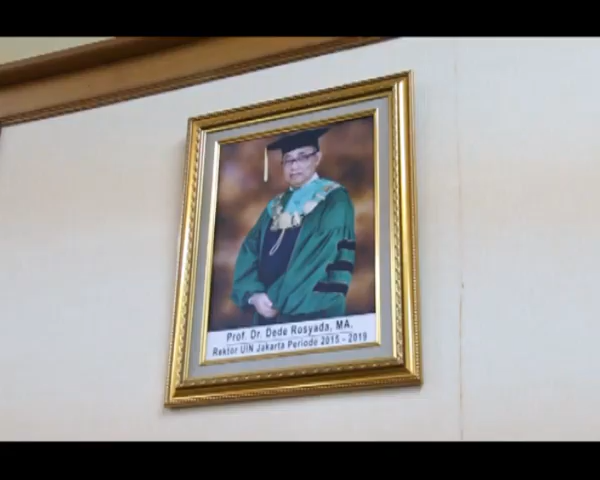 Prof. Dr. Dede Rosyada, MA.
Rektor UIN Jakarta Periode 2015 - 2019